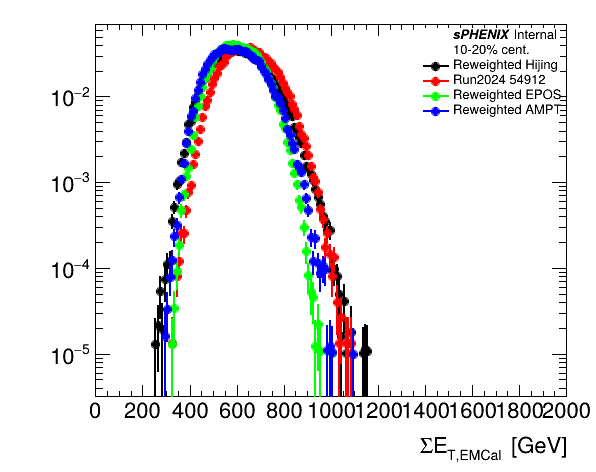 sPHENIX Internal
10-20% cent.
Reweighted Hijing
Run2024 54912
Reweighted EPOS
Reweighted AMPT
10⁻²
10⁻³
10⁻⁴
10⁻⁵
0 200 400 600 800 1000 1200 1400 1600 1800 2000
ΣE_T,EMCal [GeV]